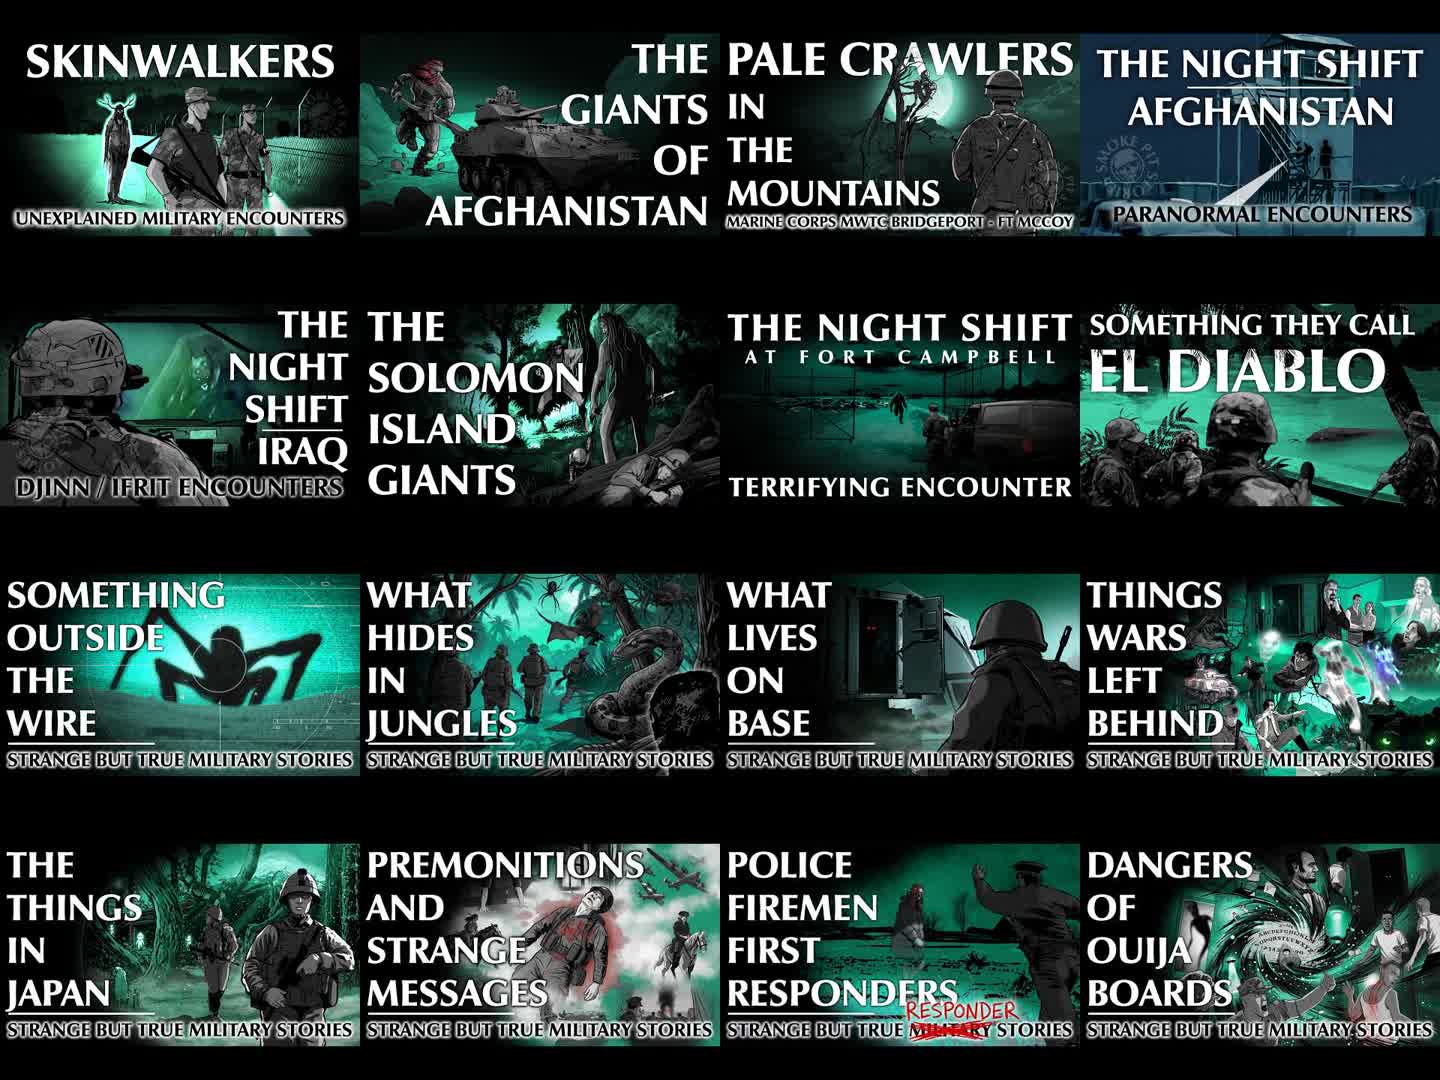 SKINWALKERS
UNEXPLAINED MILITARY ENCOUNTERS
THE
GIANTS
OF
AFGHANISTAN
PALE CRAWLERS
IN
THE
MOUNTAINS
MARINE CORPS MWTC BRIDGEPORT - FT MCCOY
THE NIGHT SHIFT
AFGHANISTAN
SMOKE PIT
PARANORMAL ENCOUNTERS
THE
NIGHT
SHIFT
IRAQ
DJINN / IFRIT ENCOUNTERS
THE
SOLOMON
ISLAND
GIANTS
THE NIGHT SHIFT
AT FORT CAMPBELL
TERRIFYING ENCOUNTER
SOMETHING THEY CALL
EL DIABLO
SOMETHING
OUTSIDE
THE
WIRE
STRANGE BUT TRUE MILITARY STORIES
WHAT
HIDES
IN
JUNGLES
STRANGE BUT TRUE MILITARY STORIES
WHAT
LIVES
ON
BASE
STRANGE BUT TRUE MILITARY STORIES
THINGS
WARS
LEFT
BEHIND
STRANGE BUT TRUE MILITARY STORIES
THE
THINGS
IN
JAPAN
STRANGE BUT TRUE MILITARY STORIES
PREMONITIONS
AND
STRANGE
MESSAGES
STRANGE BUT TRUE MILITARY STORIES
POLICE
FIREMEN
FIRST
RESPONDERS
RESPONDER
STRANGE BUT TRUE MILITARY STORIES
DANGERS
OF
OUIJA
BOARDS
STRANGE BUT TRUE MILITARY STORIES